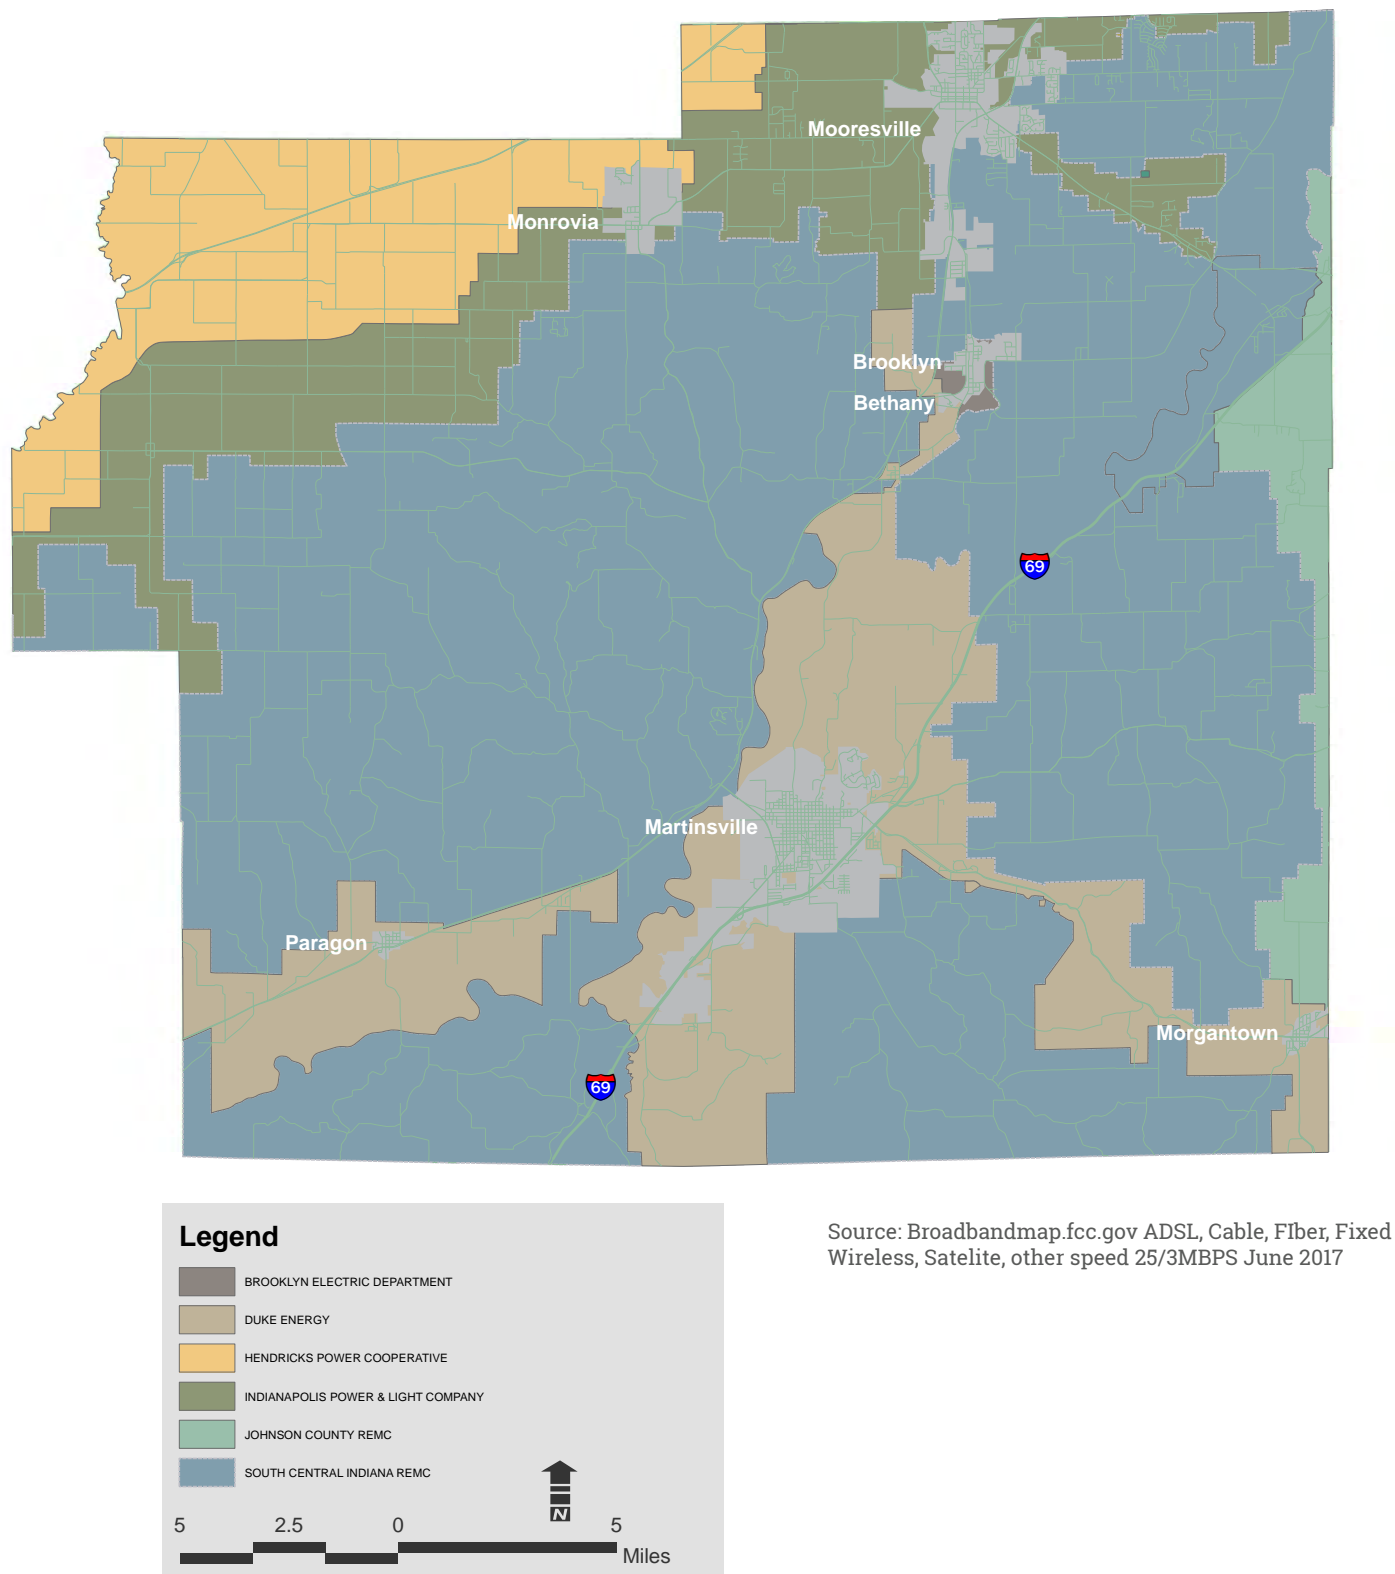 Mooresville
Monrovia
Brooklyn
Bethany
69
Martinsville
Paragon
Morgantown
69
Legend
BROOKLYN ELECTRIC DEPARTMENT
DUKE ENERGY
HENDRICKS POWER COOPERATIVE
INDIANAPOLIS POWER & LIGHT COMPANY
JOHNSON COUNTY REMC
SOUTH CENTRAL INDIANA REMC
N
5 2.5 0 5
Miles
Source: Broadbandmap.fcc.gov ADSL, Cable, FIber, Fixed
Wireless, Satelite, other speed 25/3MBPS June 2017